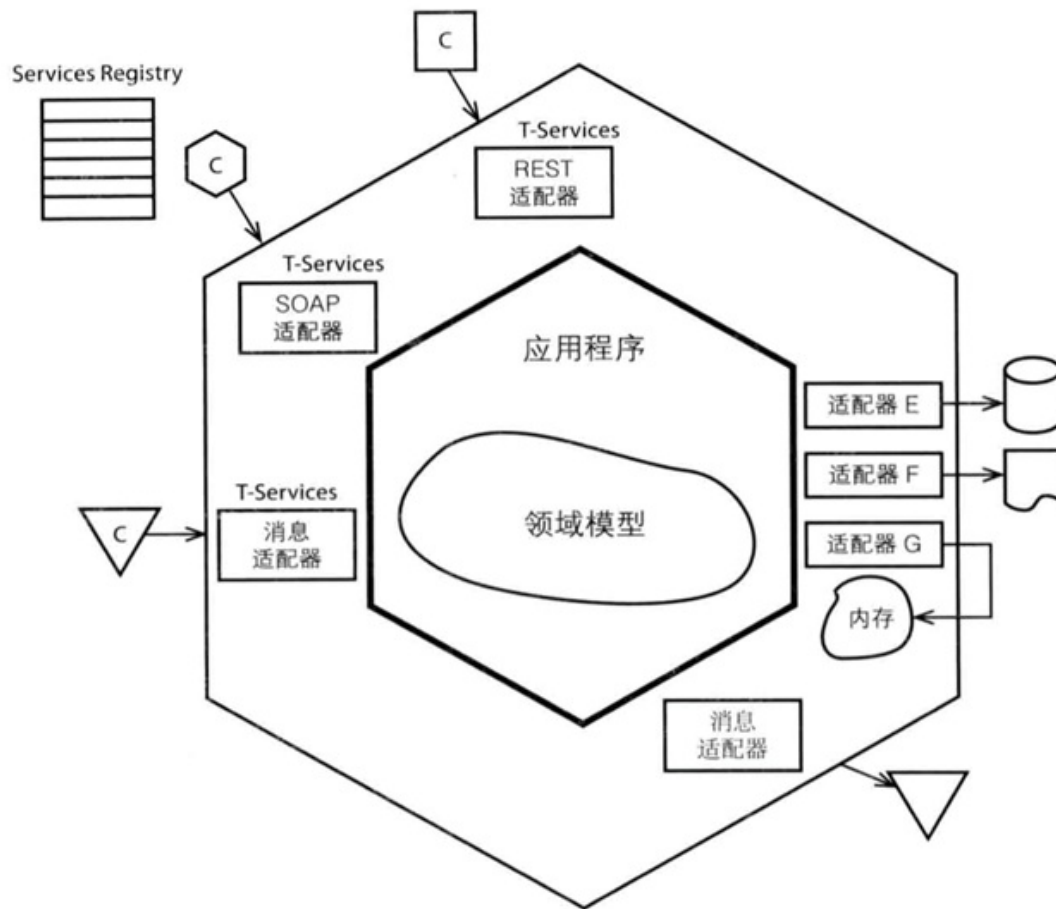 C
Services Registry
T-Services
REST
适配器
C
T-Services
SOAP
适配器
应用程序
适配器 E
适配器 F
T-Services
消息
适配器
C
领域模型
适配器 G
内存
消息
适配器